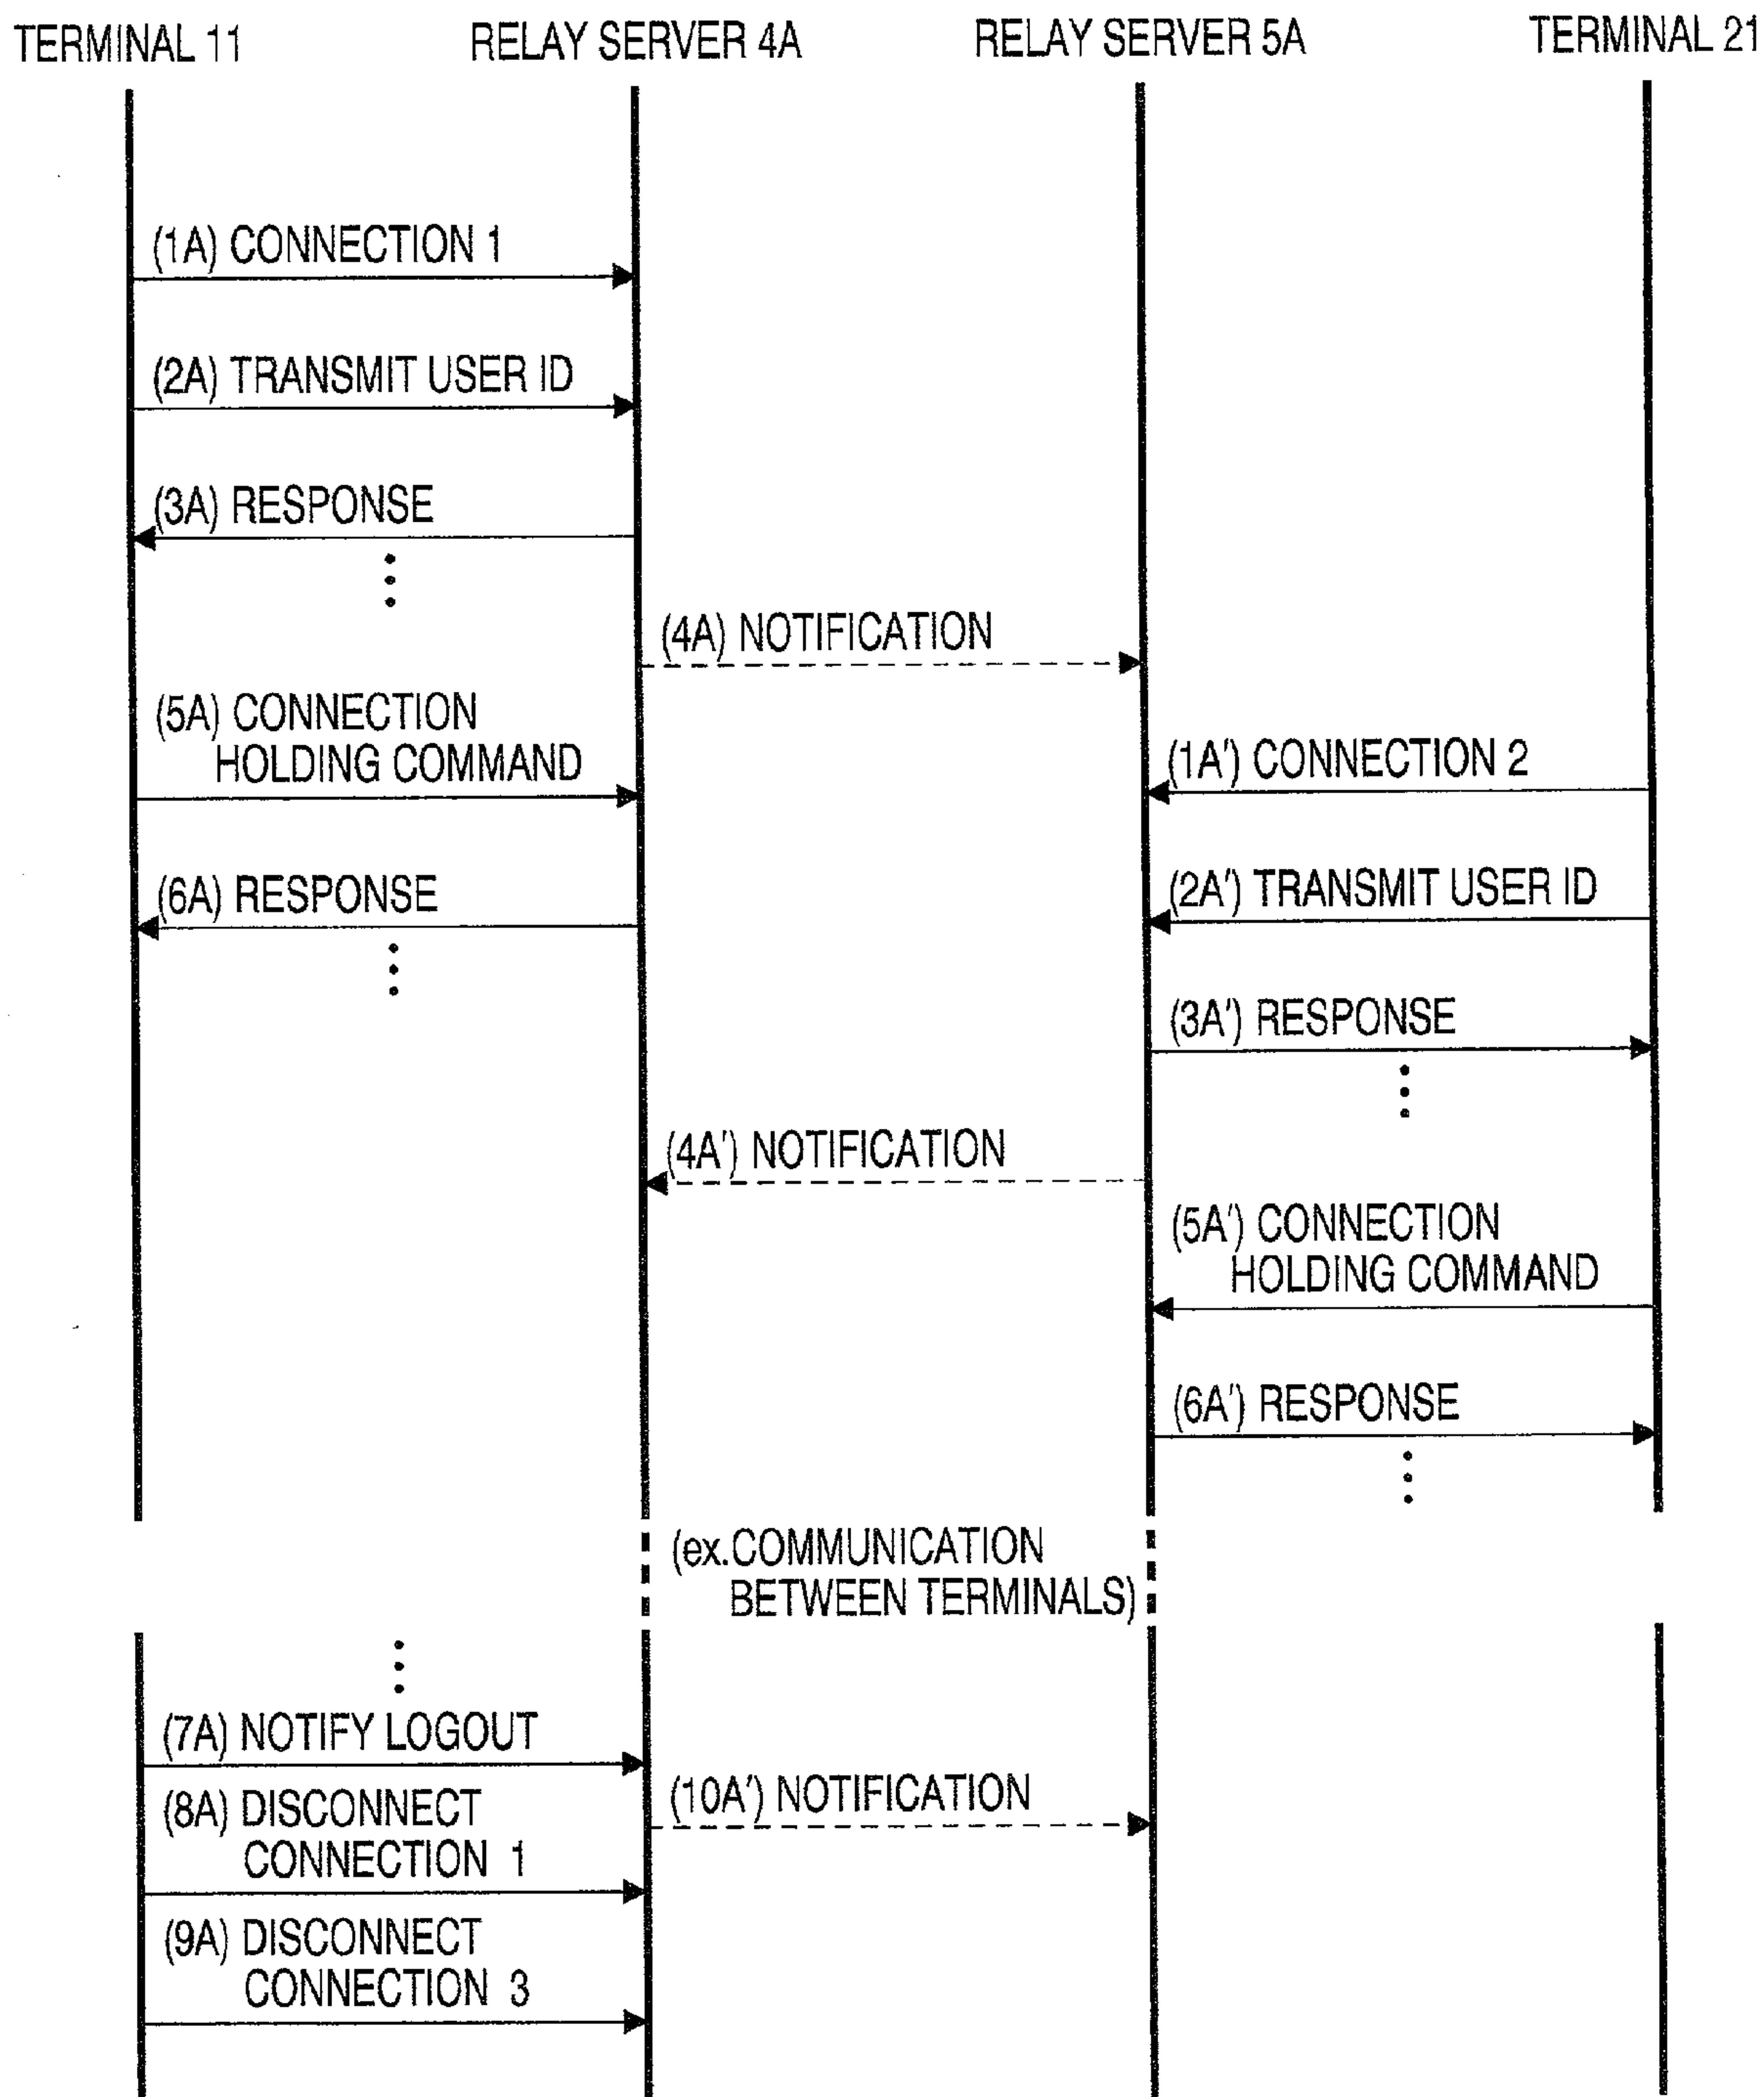 TERMINAL 11
RELAY SERVER 4A
RELAY SERVER 5A
TERMINAL 21
(1A) CONNECTION 1
(2A) TRANSMIT USER ID
(3A) RESPONSE
(4A) NOTIFICATION
(5A) CONNECTION
HOLDING COMMAND
(1A') CONNECTION 2
(6A) RESPONSE
(2A') TRANSMIT USER ID
(3A') RESPONSE
(4A') NOTIFICATION
(5A') CONNECTION
HOLDING COMMAND
(6A') RESPONSE
(ex.COMMUNICATION
BETWEEN TERMINALS)
(7A) NOTIFY LOGOUT
(8A) DISCONNECT
CONNECTION 1
(10A') NOTIFICATION
(9A) DISCONNECT
CONNECTION 3